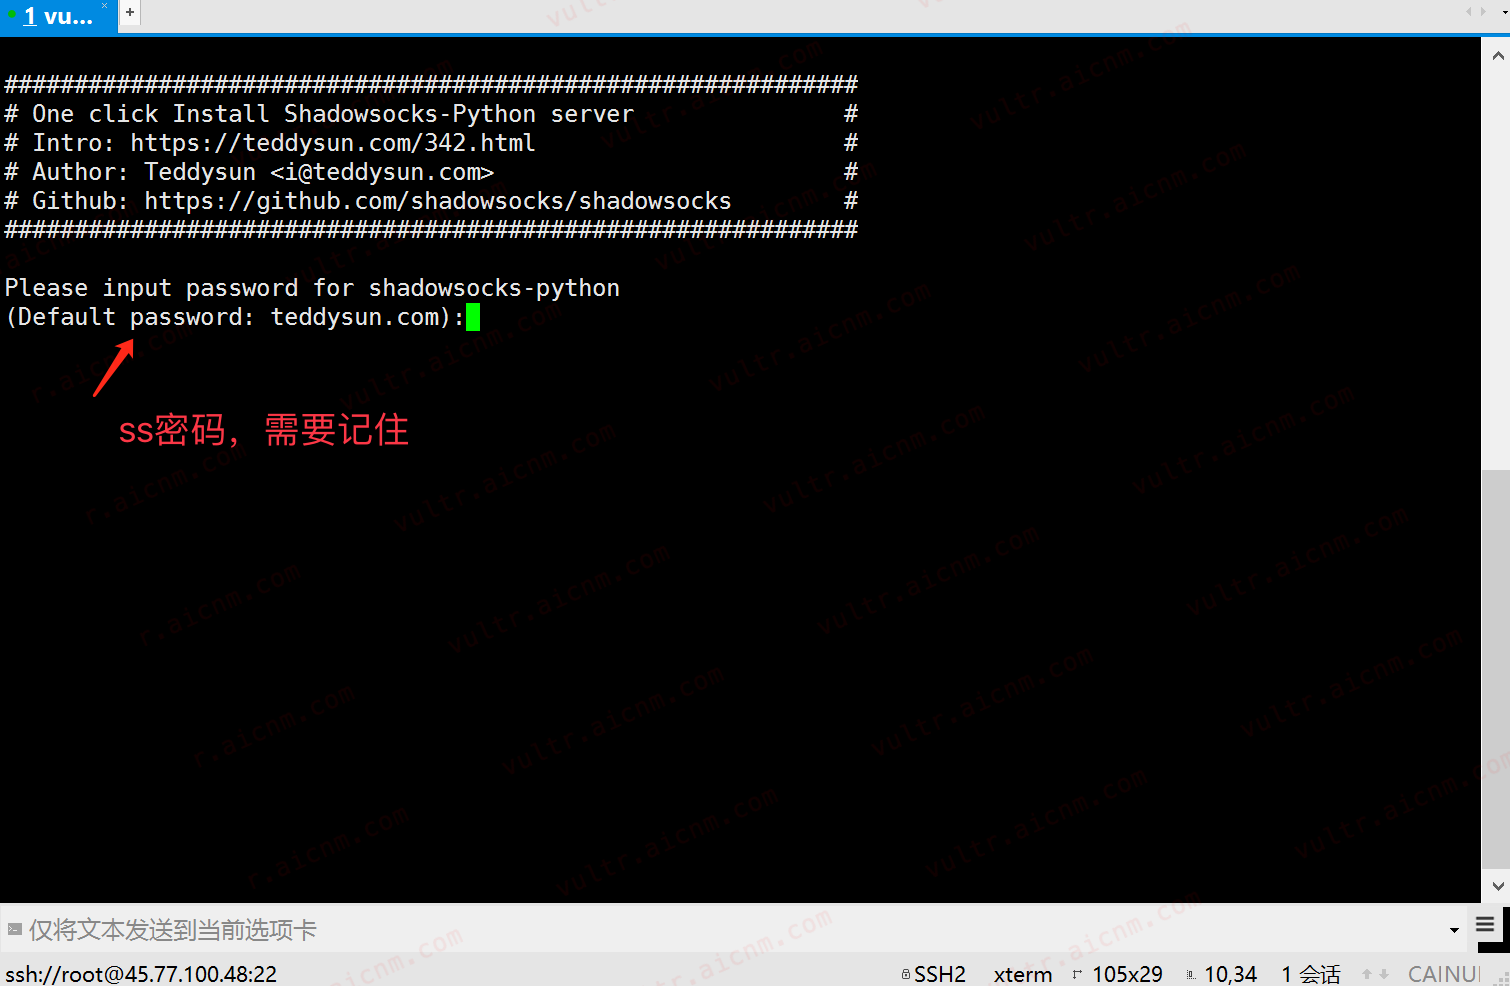 1 vu...
#############################################################
# One click Install Shadowsocks-Python server #
# Intro: https://teddysun.com/342.html #
# Author: Teddysun <i@teddysun.com> #
# Github: https://github.com/shadowsocks/shadowsocks #
#############################################################
Please input password for shadowsocks-python
(Default password: teddysun.com):
ss密码，需要记住
仅将文本发送到当前选项卡
ssh://root@45.77.100.48:22 SSH2 xterm 105x29 10,34 1 会话
vultr.aicnm.com